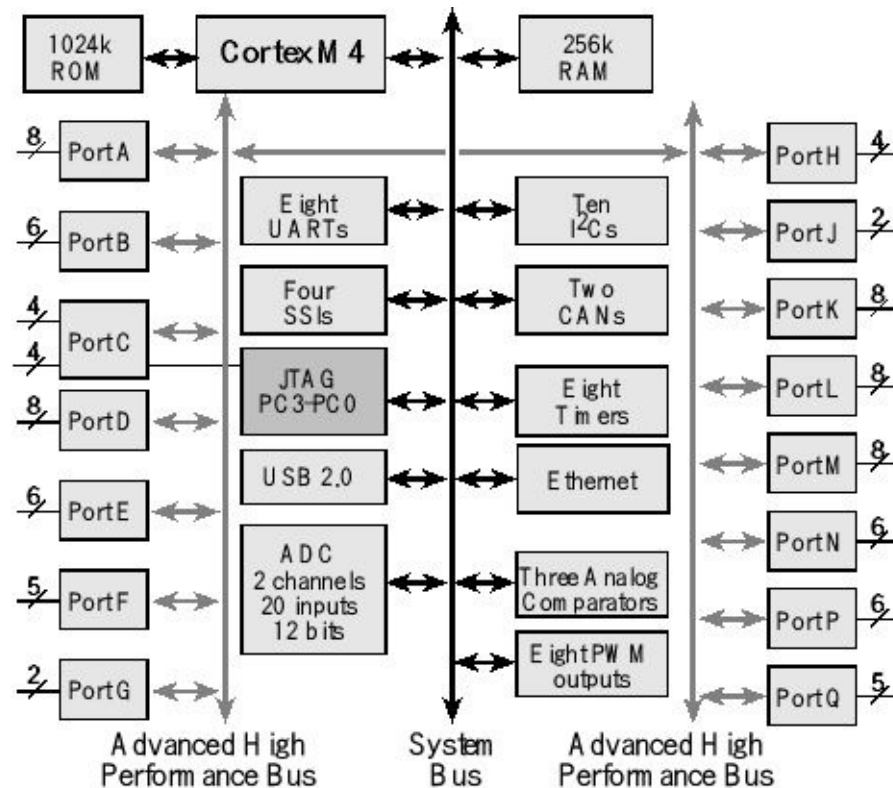 1024k
ROM
Cortex M4
256k
RAM
8
Port A
6
Port B
4
4
Port C
8
Port D
6
Port E
5
Port F
2
Port G
Eight
UARTs
Four
SSIs
JTAG
PC3-PC0
USB 2.0
ADC
2 channels
20 inputs
12 bits
Ten
I²Cs
Two
CANs
Eight
Timers
Ethernet
Three Analog
Comparators
Eight PWM
outputs
Port H
4
Port J
2
Port K
8
Port L
8
Port M
8
Port N
6
Port P
6
Port Q
5
Advanced High
Performance Bus
System
Bus
Advanced High
Performance Bus